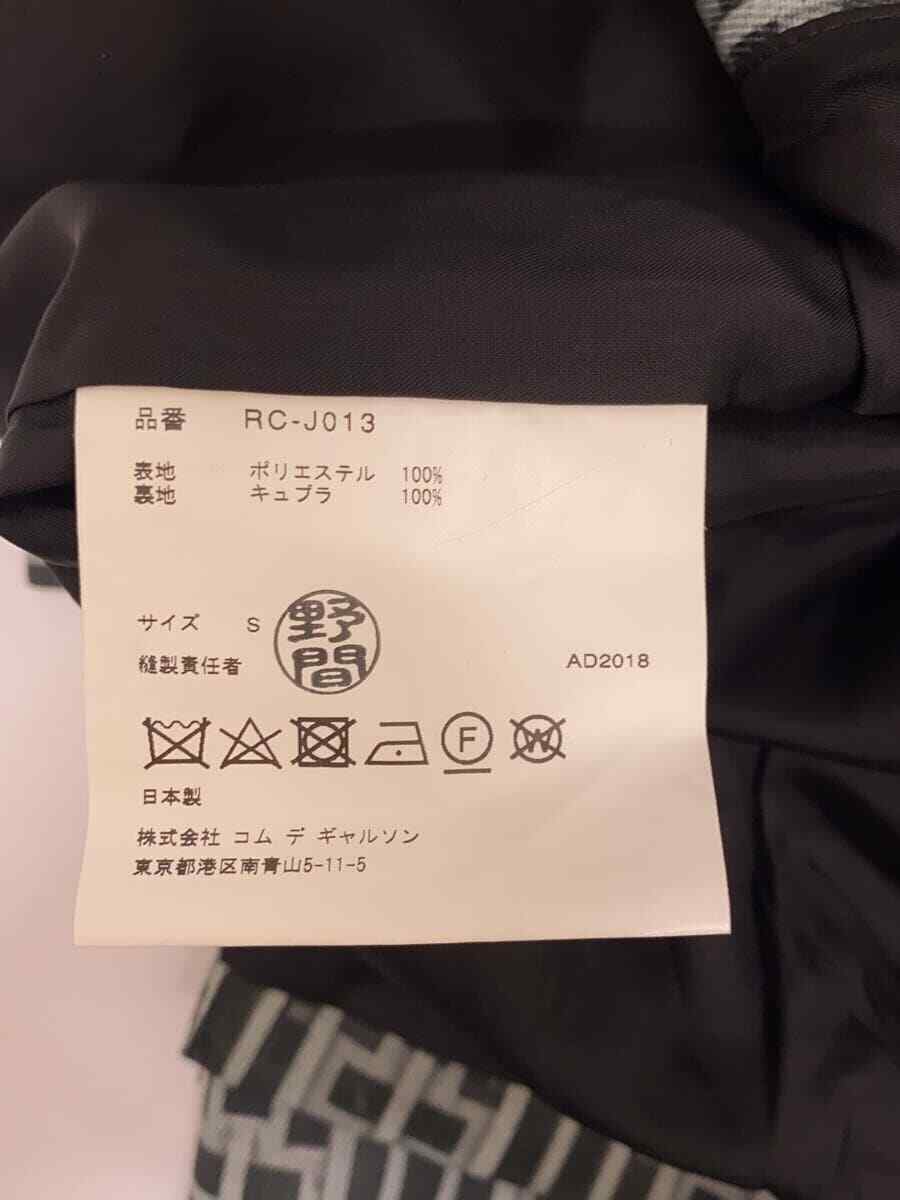 品番 RC-J013
表地 ポリエステル 100%
裏地 キュプラ 100%
サイズ S
野間
縫製責任者
AD2018
F
W
日本製
株式会社 コム デ ギャルソン
東京都港区南青山5-11-5